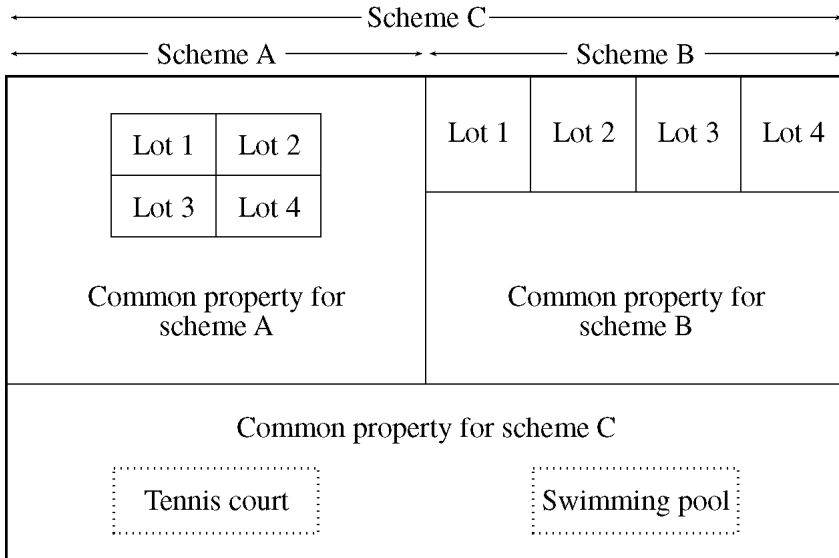 Scheme C
Scheme A
Scheme B
Lot 1
Lot 2
Lot 3
Lot 4
Lot 1
Lot 2
Lot 3
Lot 4
Common property for
scheme A
Common property for
scheme B
Common property for scheme C
Tennis court
Swimming pool